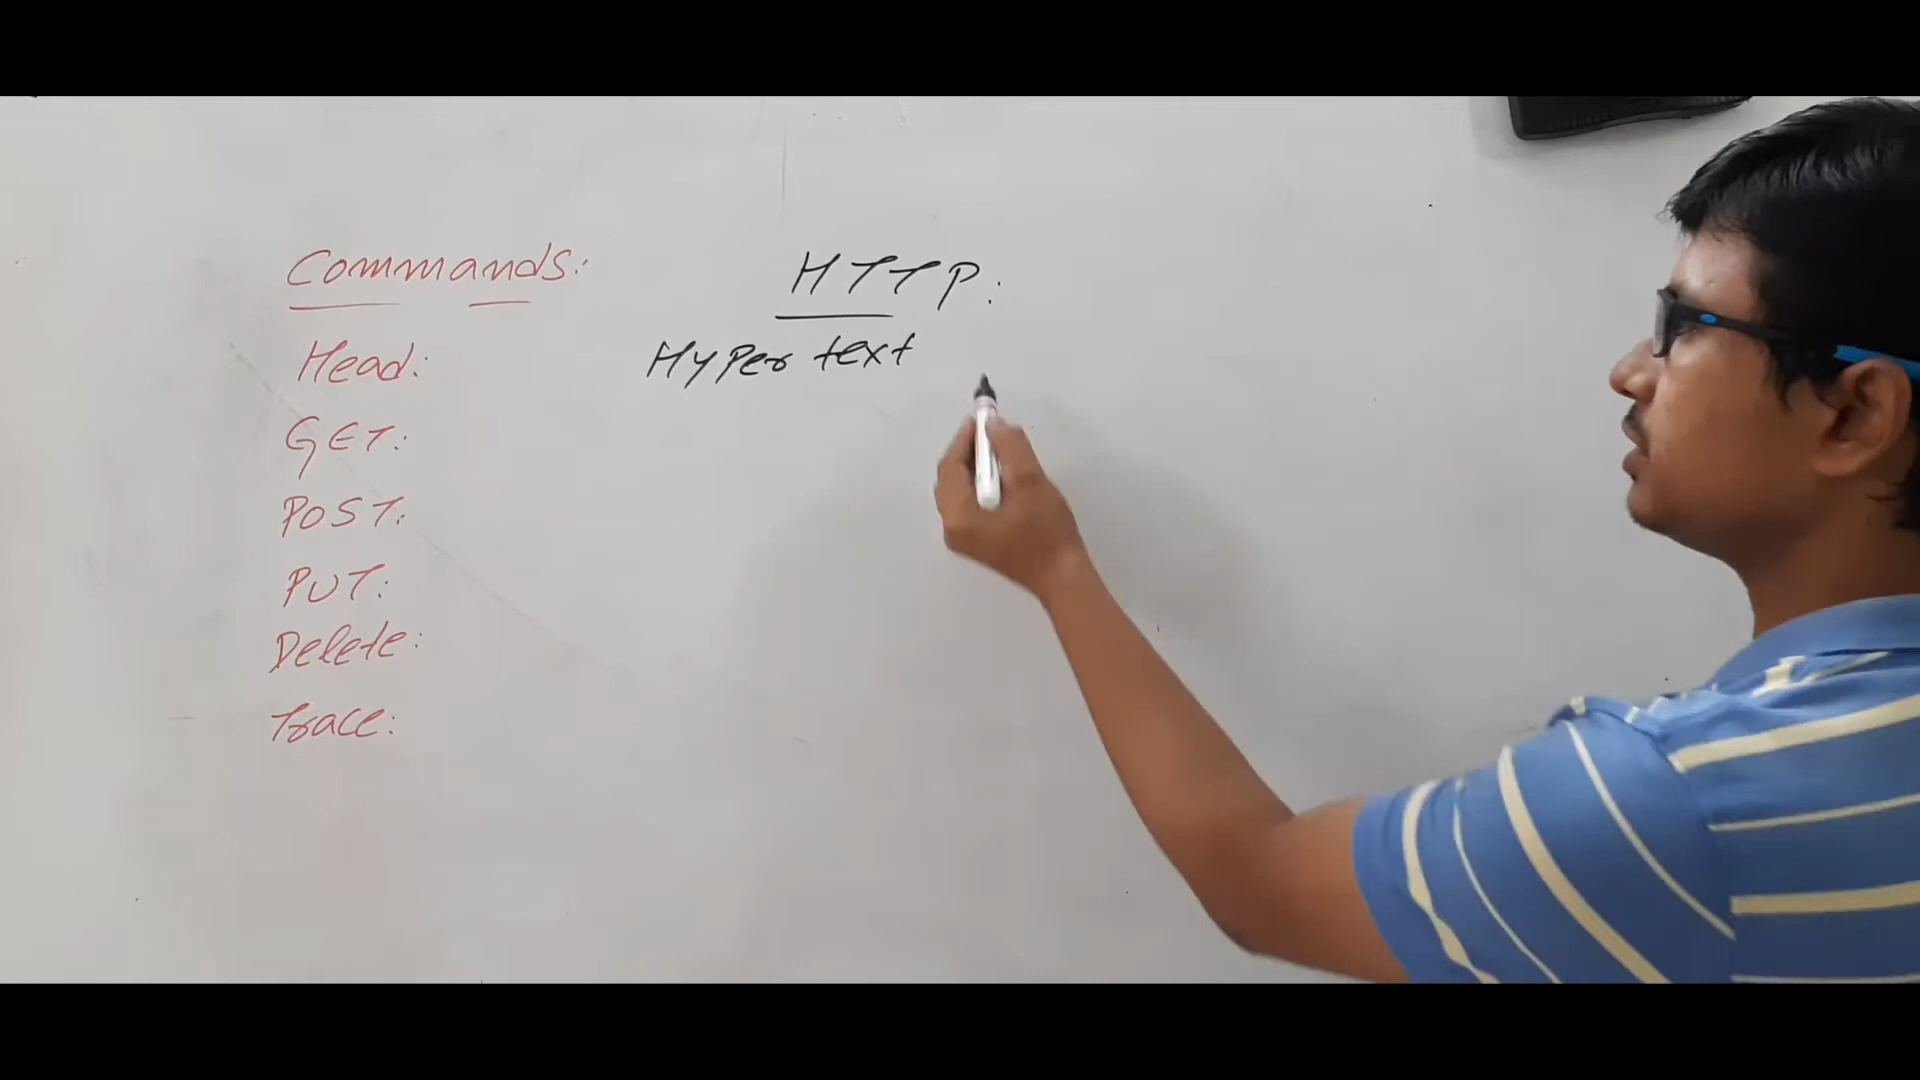 Commands:
Head:
GET:
POST:
PUT:
Delete:
Trace:
HTTP:
HyPer text